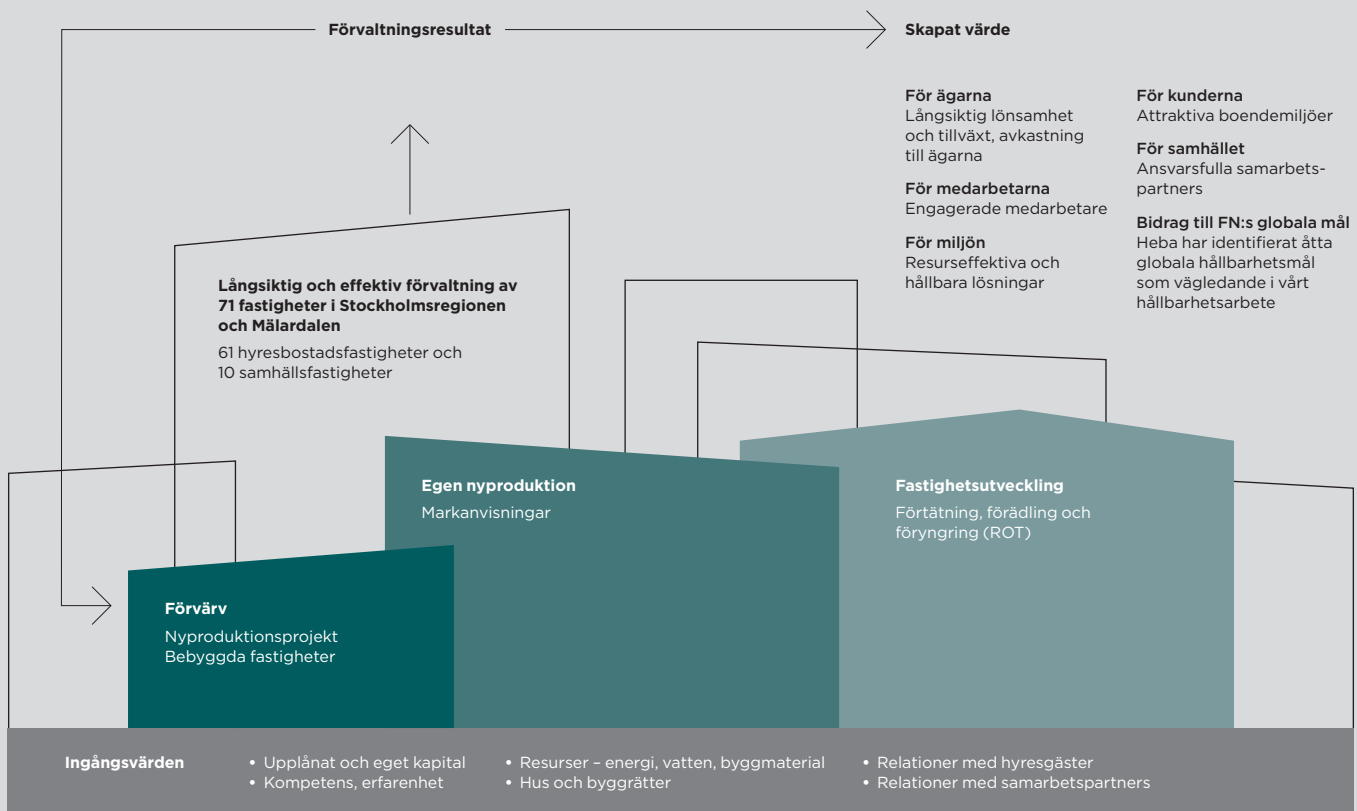 Förvaltningsresultat
Skapat värde
För ägarna
Långsiktig lönsamhet
och tillväxt, avkastning
till ägarna
För medarbetarna
Engagerade medarbetare
För miljön
Resurseffektiva och
hållbara lösningar
För kunderna
Attraktiva boendemiljöer
För samhället
Ansvarsfulla samarbets-
partners
Bidrag till FN:s globala mål
Heba har identifierat åtta
globala hållbarhetsmål
som vägledande i vårt
hållbarhetsarbete
Långsiktig och effektiv förvaltning av
71 fastigheter i Stockholmsregionen
och Mälardalen
61 hyresbostadsfastigheter och
10 samhällsfastigheter
Egen nyproduktion
Markanvisningar
Fastighetsutveckling
Förtätning, förädling och
föryngring (ROT)
Förvärv
Nyproduktionsprojekt
Bebyggda fastigheter
Ingångsvärden
• Upplånat och eget kapital
• Kompetens, erfarenhet
• Resurser – energi, vatten, byggmaterial
• Hus och byggrätter
• Relationer med hyresgäster
• Relationer med samarbetspartners